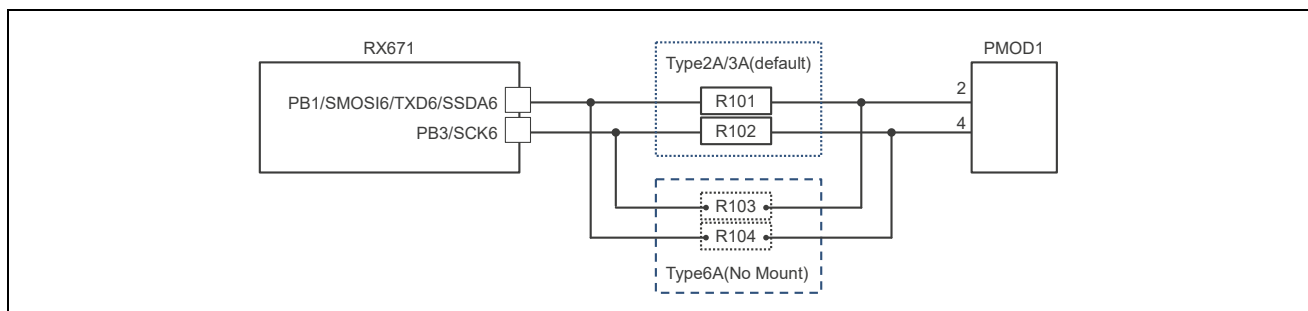 RX671
PMOD1
Type2A/3A(default)
PB1/SMOSI6/TXD6/SSDA6
R101
2
PB3/SCK6
R102
4
R103
R104
Type6A(No Mount)